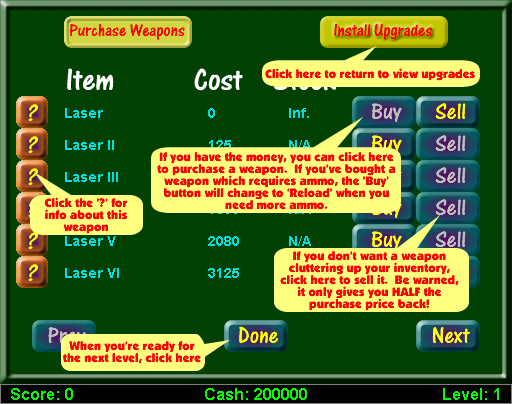 Purchase Weapons
Install Upgrades
Click here to return to view upgrades
Item Cost
? Laser 0 Inf. Buy Sell
? Laser II 125 N/A Buy Sell
If you have the money, you can click here
to purchase a weapon. If you've bought a
weapon which requires ammo, the 'Buy'
button will change to 'Reload' when you
need more ammo.
? Laser III Sell
Click the '?' for
info about this
weapon
? Sell
? Laser V 2080 N/A Buy Sell
If you don't want a weapon
cluttering up your inventory,
click here to sell it. Be warned,
it only gives you HALF the
purchase price back!
? Laser VI 3125
When you're ready for
the next level, click here
Prev Done Next
Score: 0 Cash: 200000 Level: 1